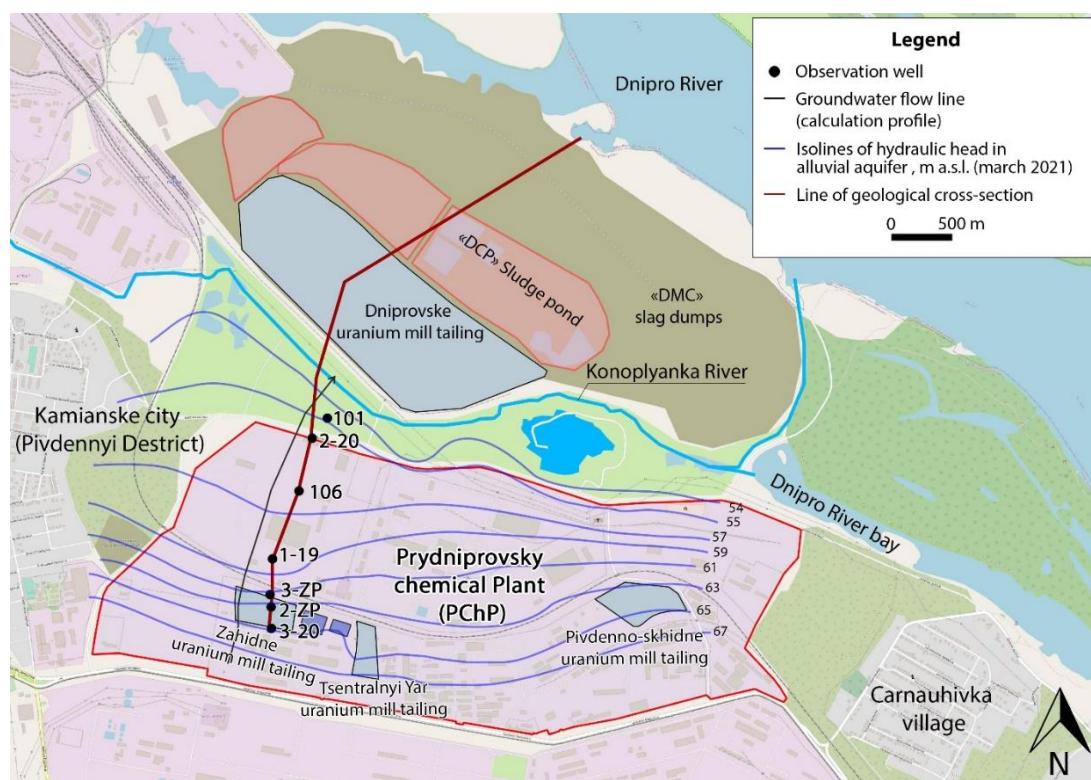 Legend
Observation well
Groundwater flow line
(calculation profile)
Isolines of hydraulic head in
alluvial aquifer , m a.s.l. (march 2021)
Line of geological cross-section
0 500 m
Dnipro River
«DCP» Sludge pond
«DMC»
slag dumps
Dniprovske
uranium mill tailing
Konoplyanka River
Kamianske city
(Pivdennyi Destrict)
101
2-20
106
Dnipro River bay
54
55
57
59
61
63
65
67
1-19
Prydniprovsky
chemical Plant
(PChP)
3-ZP
2-ZP
3-20
Zahidne
uranium mill tailing
Pivdenno-skhidne
uranium mill tailing
Tsentralnyi Yar
uranium mill tailing
Carnauhivka
village
N